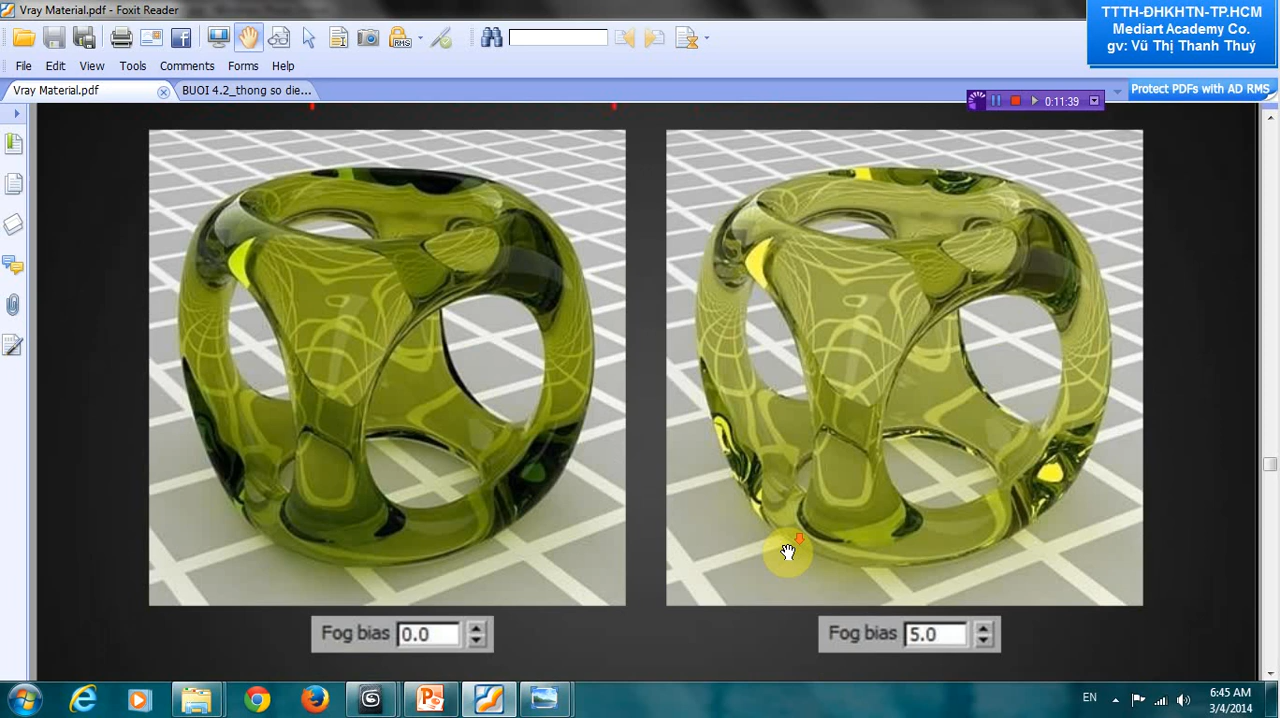 Vray Material.pdf - Foxit Reader
TTTH-ĐHKHTN-TP.HCM
Mediart Academy Co.
gv: Vũ Thị Thanh Thuý
RMS
File Edit View Tools Comments Forms Help
Vray Material.pdf BUOI 4.2_thong so die...
Protect PDFs with AD RMS
0:11:39
Fog bias 0.0
Fog bias 5.0
EN
6:45 AM
3/4/2014